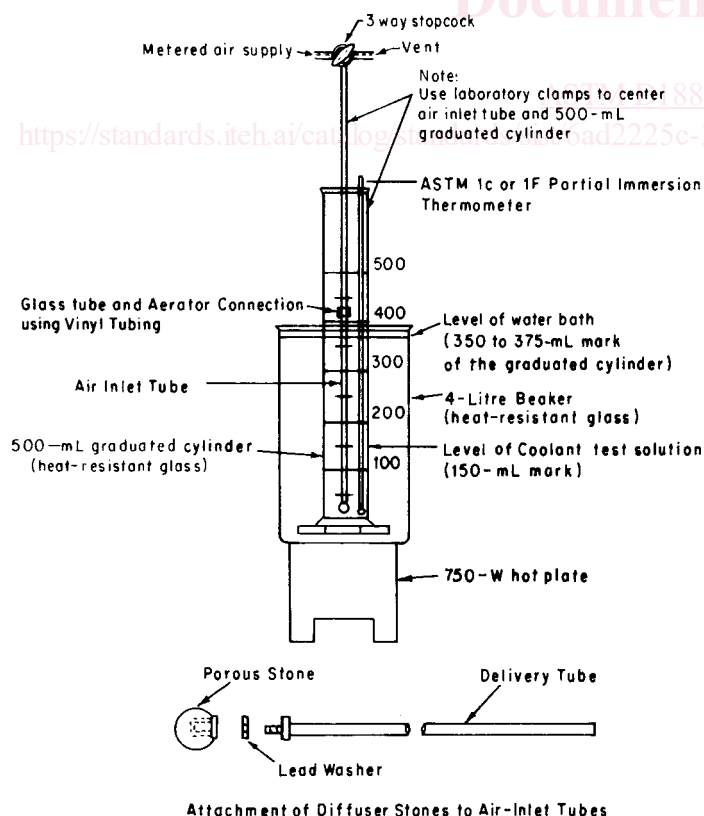 Documen
3 way stopcock
Metered air supply
Vent
Note:
Use laboratory clamps to center
air inlet tube and 500-mL
graduated cylinder
ASTM D188
ASTM 1c or 1F Partial Immersion
Thermometer
500
400
300
200
100
Glass tube and Aerator Connection
using Vinyl Tubing
Level of water bath
(350 to 375-mL mark
of the graduated cylinder)
Air Inlet Tube
4-Litre Beaker
(heat-resistant glass)
500-mL graduated cylinder
(heat-resistant glass)
Level of Coolant test solution
(150-mL mark)
750-W hot plate
Porous Stone
Delivery Tube
Lead Washer
Attachment of Diffuser Stones to Air-Inlet Tubes